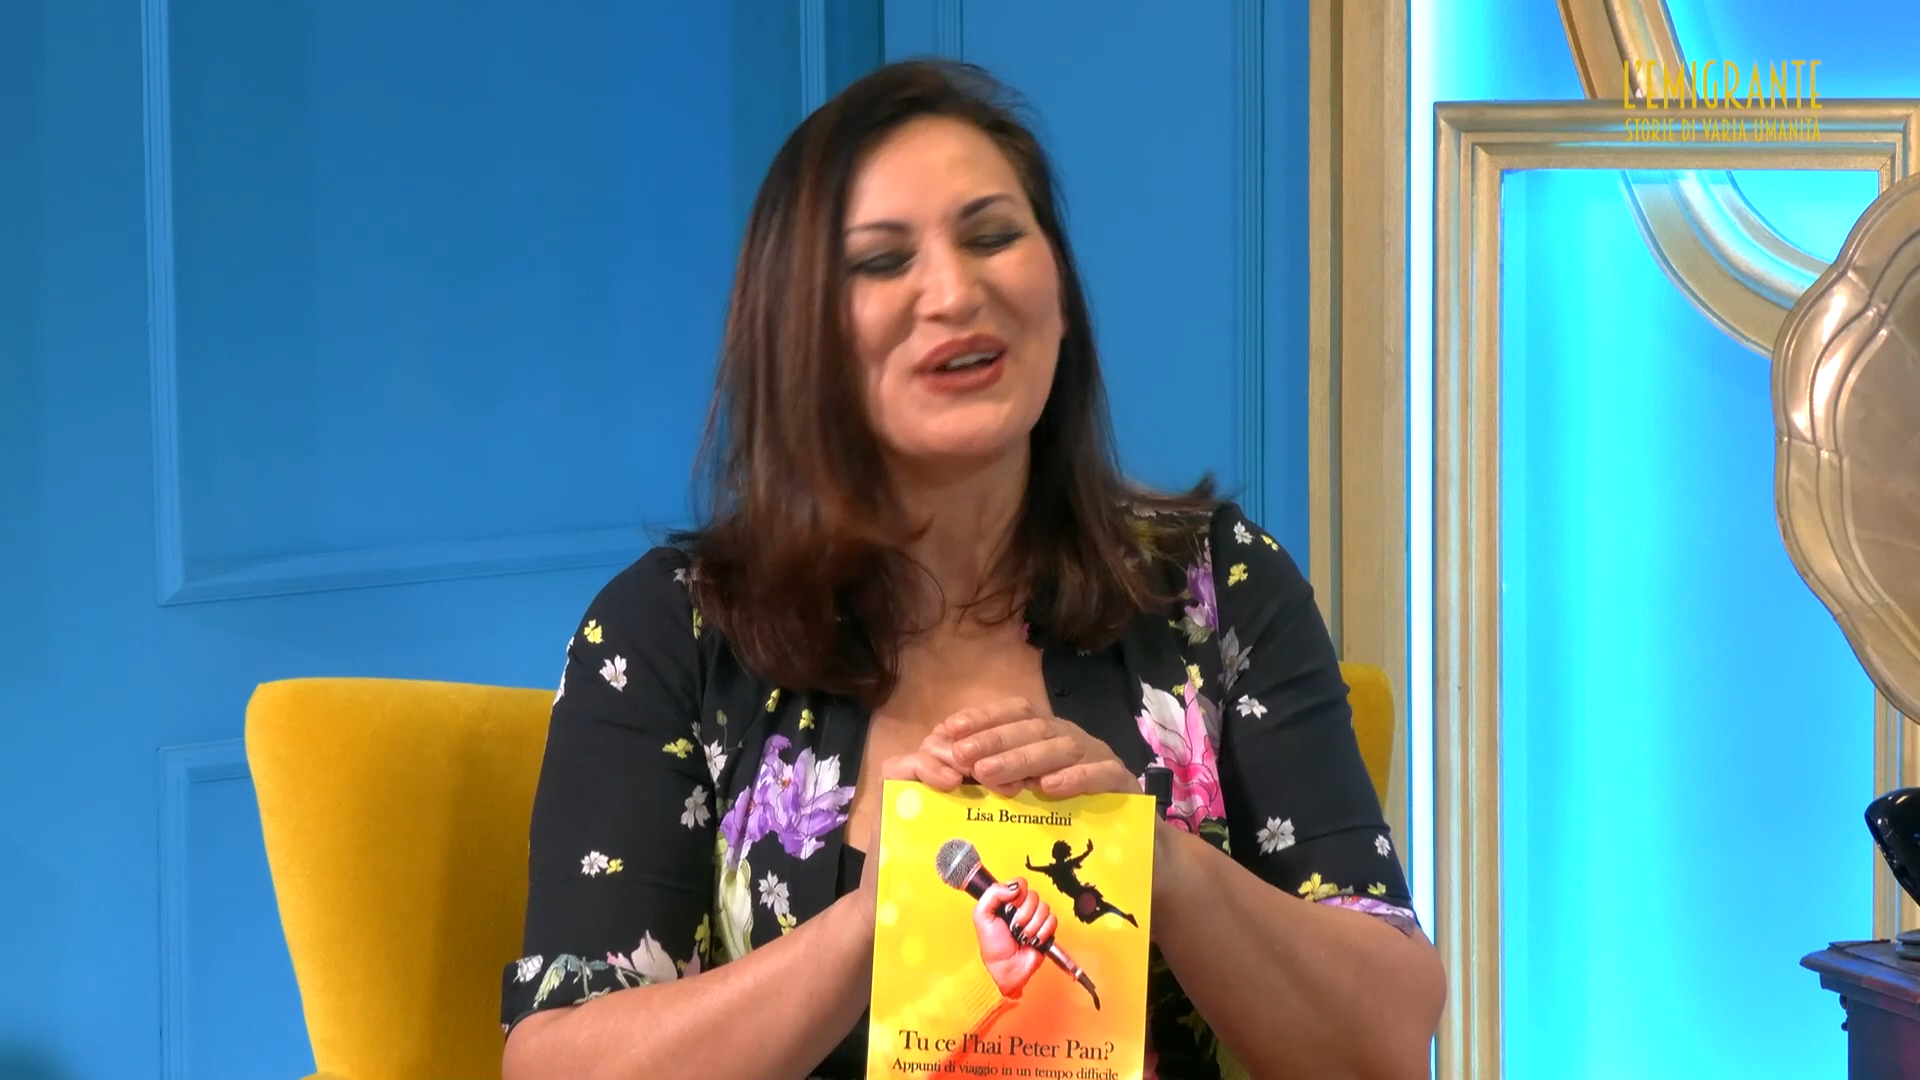 L'EMIGRANTE
STORIE DI VARIA UMANITÀ
Lisa Bernardini
Tu ce l'hai Peter Pan?
Appunti di viaggio in un tempo difficile